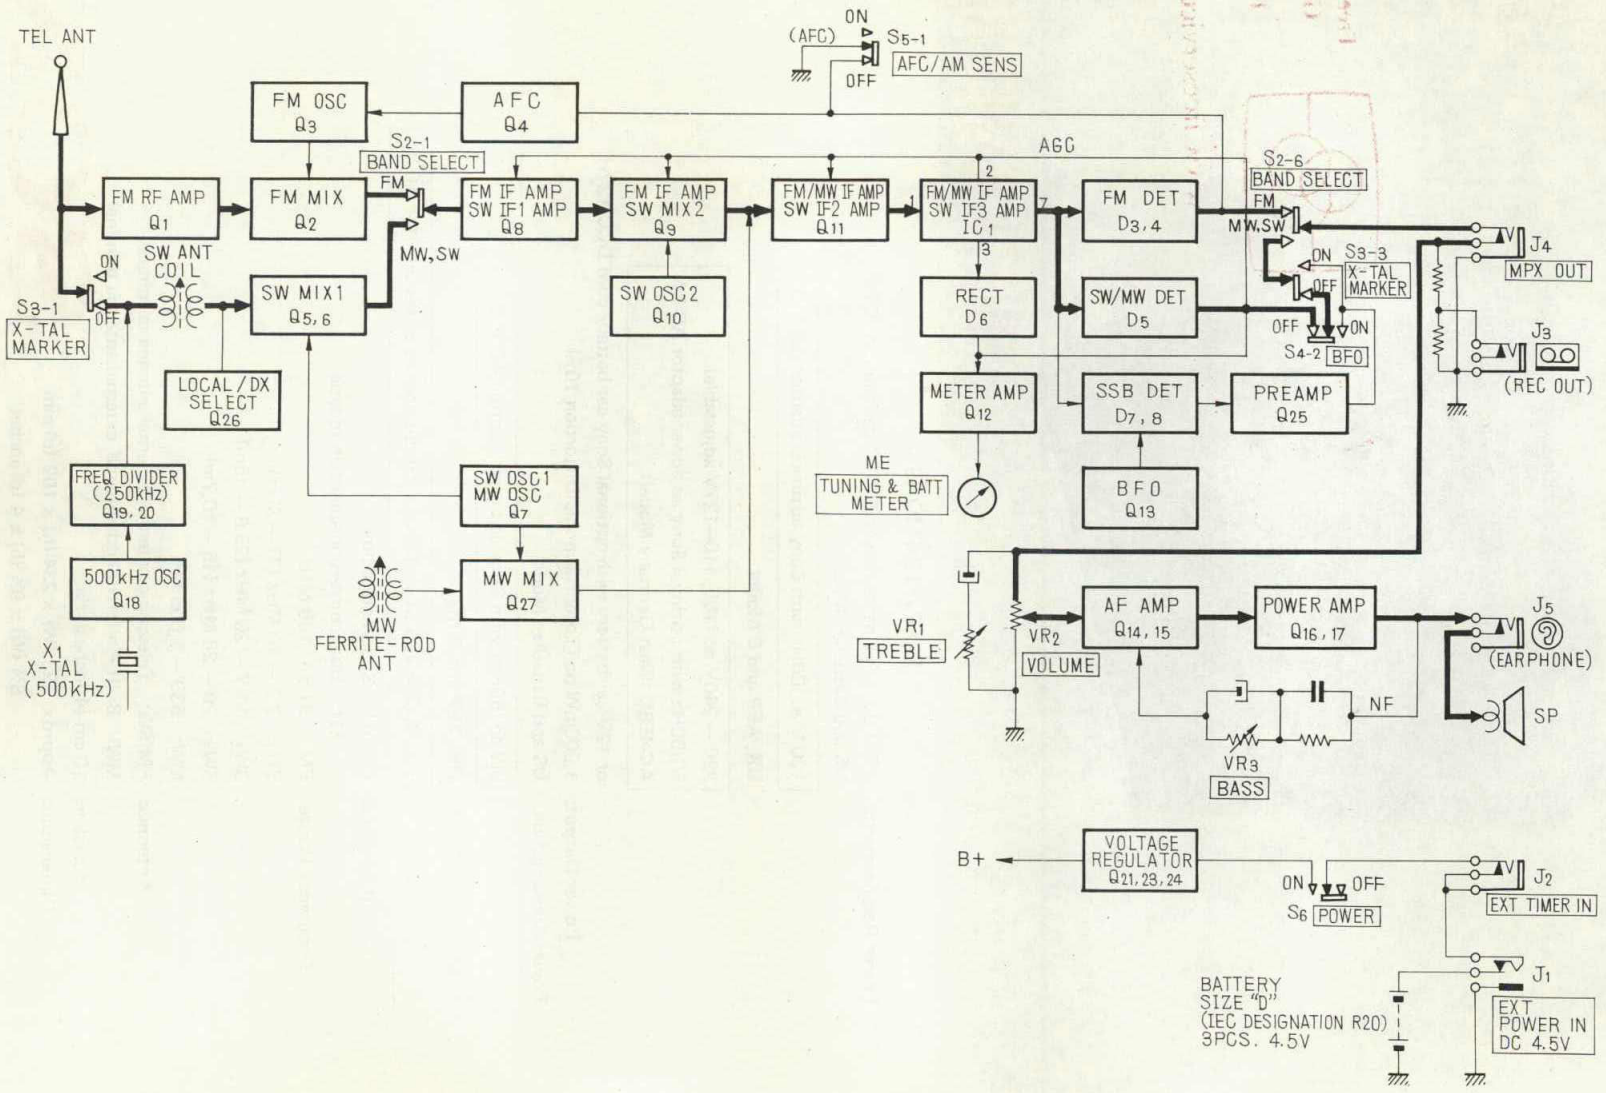 TEL ANT
ON
(AFC)
S5-1
AFC/AM SENS
OFF
FM OSC
Q3
AFC
Q4
S2-1
BAND SELECT
FM
MW, SW
AGC
FM RF AMP
Q1
FM MIX
Q2
FM IF AMP
SW IF1 AMP
Q8
FM IF AMP
SW MIX2
Q9
FM/MW IF AMP
SW IF2 AMP
Q11
1
2
FM/MW IF AMP
SW IF3 AMP
IC1
7
3
FM DET
D3, 4
S2-6
BAND SELECT
FM
MW, SW
J4
MPX OUT
SW ANT
COIL
ON
OFF
S3-1
X-TAL
MARKER
SW MIX1
Q5, 6
SW OSC2
Q10
RECT
D6
SW/MW DET
D5
ON
OFF
S3-3
X-TAL
MARKER
OFF
ON
S4-2
BFO
J3
(REC OUT)
LOCAL/DX
SELECT
Q26
METER AMP
Q12
SSB DET
D7, 8
PREAMP
Q25
FREQ DIVIDER
(250kHz)
Q19, 20
SW OSC1
MW OSC
Q7
ME
TUNING & BATT
METER
BFO
Q13
500kHz OSC
Q18
MW
FERRITE-ROD
ANT
MW MIX
Q27
X1
X-TAL
(500kHz)
VR1
TREBLE
VR2
VOLUME
AF AMP
Q14, 15
POWER AMP
Q16, 17
J5
(EARPHONE)
NF
SP
VR3
BASS
B+
VOLTAGE
REGULATOR
Q21, 23, 24
ON
OFF
S6
POWER
J2
EXT TIMER IN
J1
BATTERY
SIZE "D"
(IEC DESIGNATION R20)
3PCS. 4.5V
EXT
POWER IN
DC 4.5V